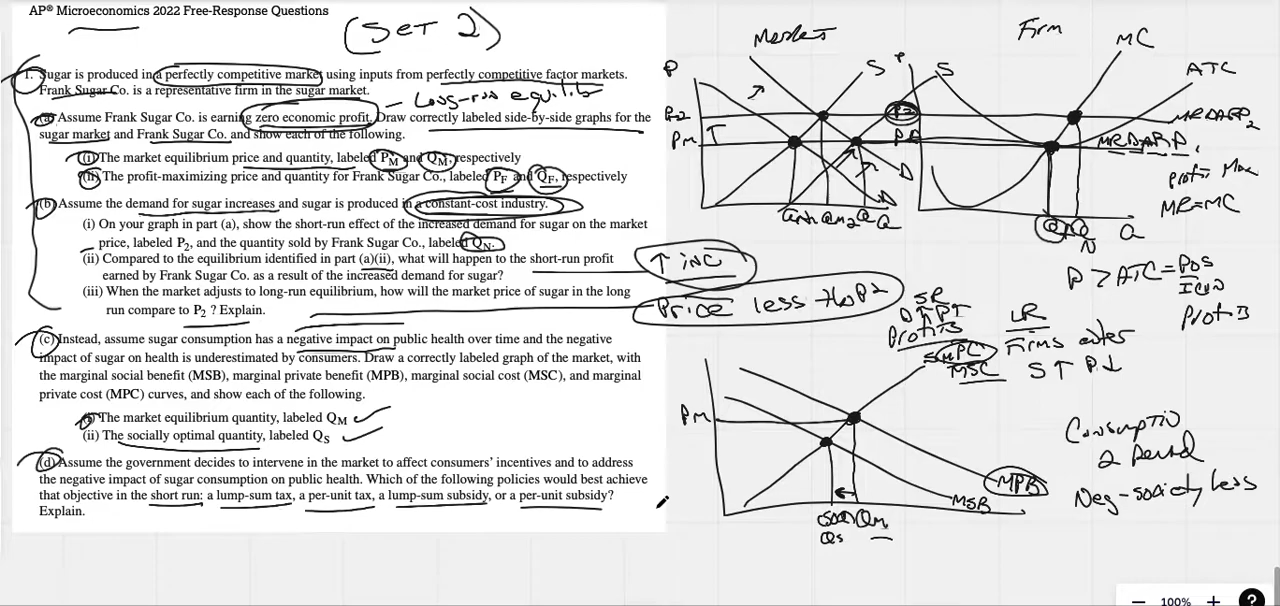 AP® Microeconomics 2022 Free-Response Questions
(SET 2)
1. Sugar is produced in a perfectly competitive market using inputs from perfectly competitive factor markets.
Frank Sugar Co. is a representative firm in the sugar market.
- Long-run equilib
(a) Assume Frank Sugar Co. is earning zero economic profit. Draw correctly labeled side-by-side graphs for the
sugar market and Frank Sugar Co. and show each of the following.
(i) The market equilibrium price and quantity, labeled PM and QM, respectively
(ii) The profit-maximizing price and quantity for Frank Sugar Co., labeled PF and QF, respectively
(b) Assume the demand for sugar increases and sugar is produced in a constant-cost industry.
(i) On your graph in part (a), show the short-run effect of the increased demand for sugar on the market
price, labeled P2, and the quantity sold by Frank Sugar Co., labeled QN.
(ii) Compared to the equilibrium identified in part (a)(ii), what will happen to the short-run profit
earned by Frank Sugar Co. as a result of the increased demand for sugar?
(iii) When the market adjusts to long-run equilibrium, how will the market price of sugar in the long
run compare to P2 ? Explain.
(c) Instead, assume sugar consumption has a negative impact on public health over time and the negative
impact of sugar on health is underestimated by consumers. Draw a correctly labeled graph of the market, with
the marginal social benefit (MSB), marginal private benefit (MPB), marginal social cost (MSC), and marginal
private cost (MPC) curves, and show each of the following.
(i) The market equilibrium quantity, labeled QM
(ii) The socially optimal quantity, labeled QS
(d) Assume the government decides to intervene in the market to affect consumers' incentives and to address
the negative impact of sugar consumption on public health. Which of the following policies would best achieve
that objective in the short run; a lump-sum tax, a per-unit tax, a lump-sum subsidy, or a per-unit subsidy?
Explain.
Market
P
S
P2
PM ↑
D
Q
Firm
P
S
MC
ATC
P2
PF
MRDARP2
MRDARP,
Q
N
Q
Profit Max
MR=MC
↑ INC
Price less than P2
P > ATC = Pos
ECON
Profit
SR
D↑ P↑
Profit
LR
Firms enter
S↑ P↓
MPC
MSC
PM
MPB
MSB
Qs
Qm
Consumptio
2 Demand
Neg-society less
100%